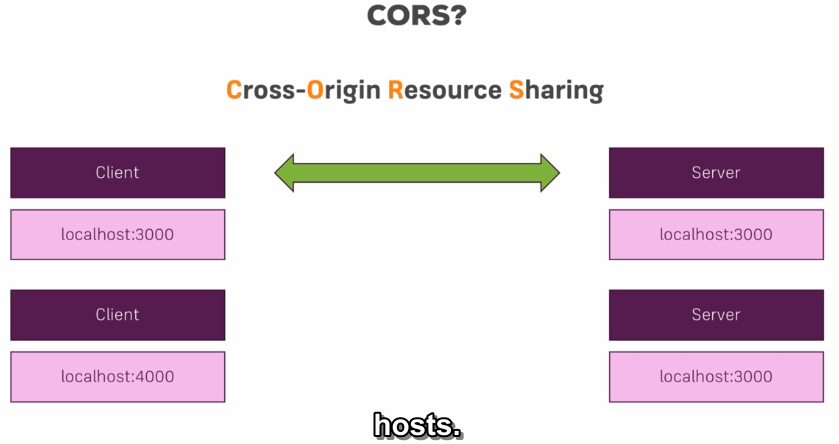 CORS?
Cross-Origin Resource Sharing
Client
Server
localhost:3000
localhost:3000
Client
Server
localhost:4000
localhost:3000
hosts.